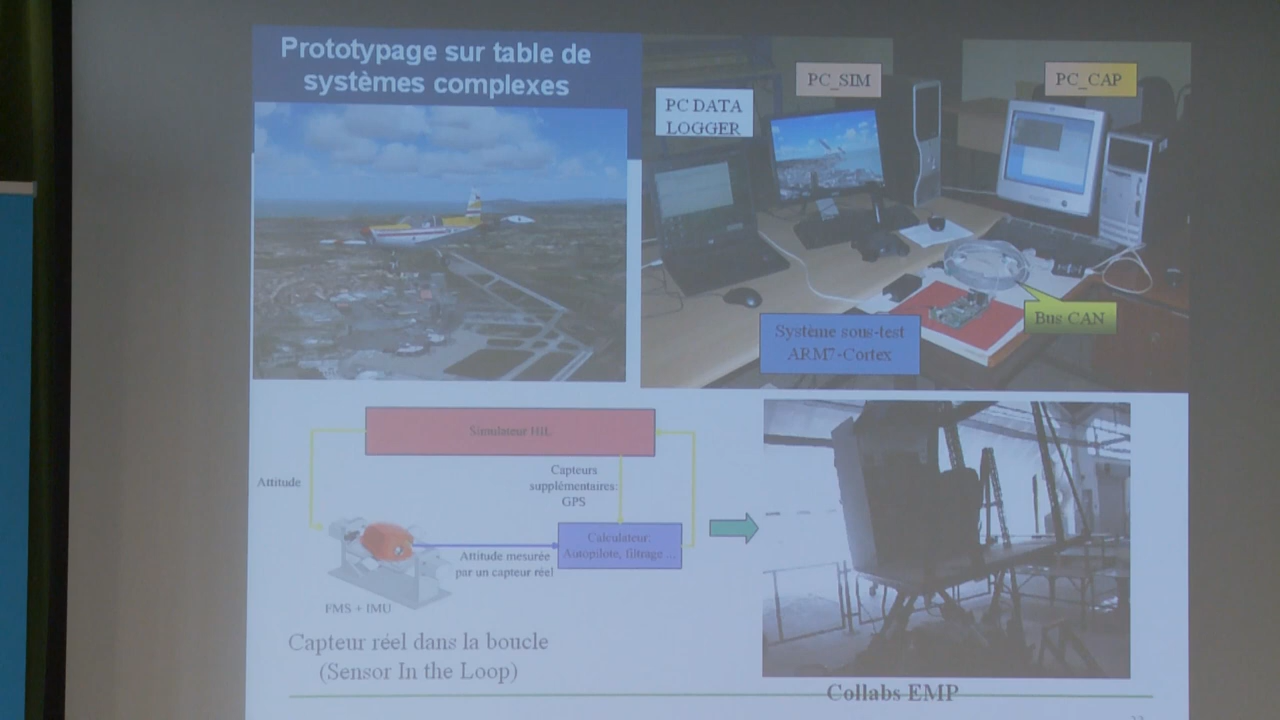 Prototypage sur table de
systèmes complexes
PC DATA
LOGGER
PC_SIM
PC_CAP
Bus CAN
Système sous-test
ARM7-Cortex
Simulateur HIL
Attitude
Capteurs
supplémentaires:
GPS
Calculateur:
Autopilote, filtrage ...
Attitude mesurée
par un capteur réel
FMS + IMU
Capteur réel dans la boucle
(Sensor In the Loop)
Collabs EMP